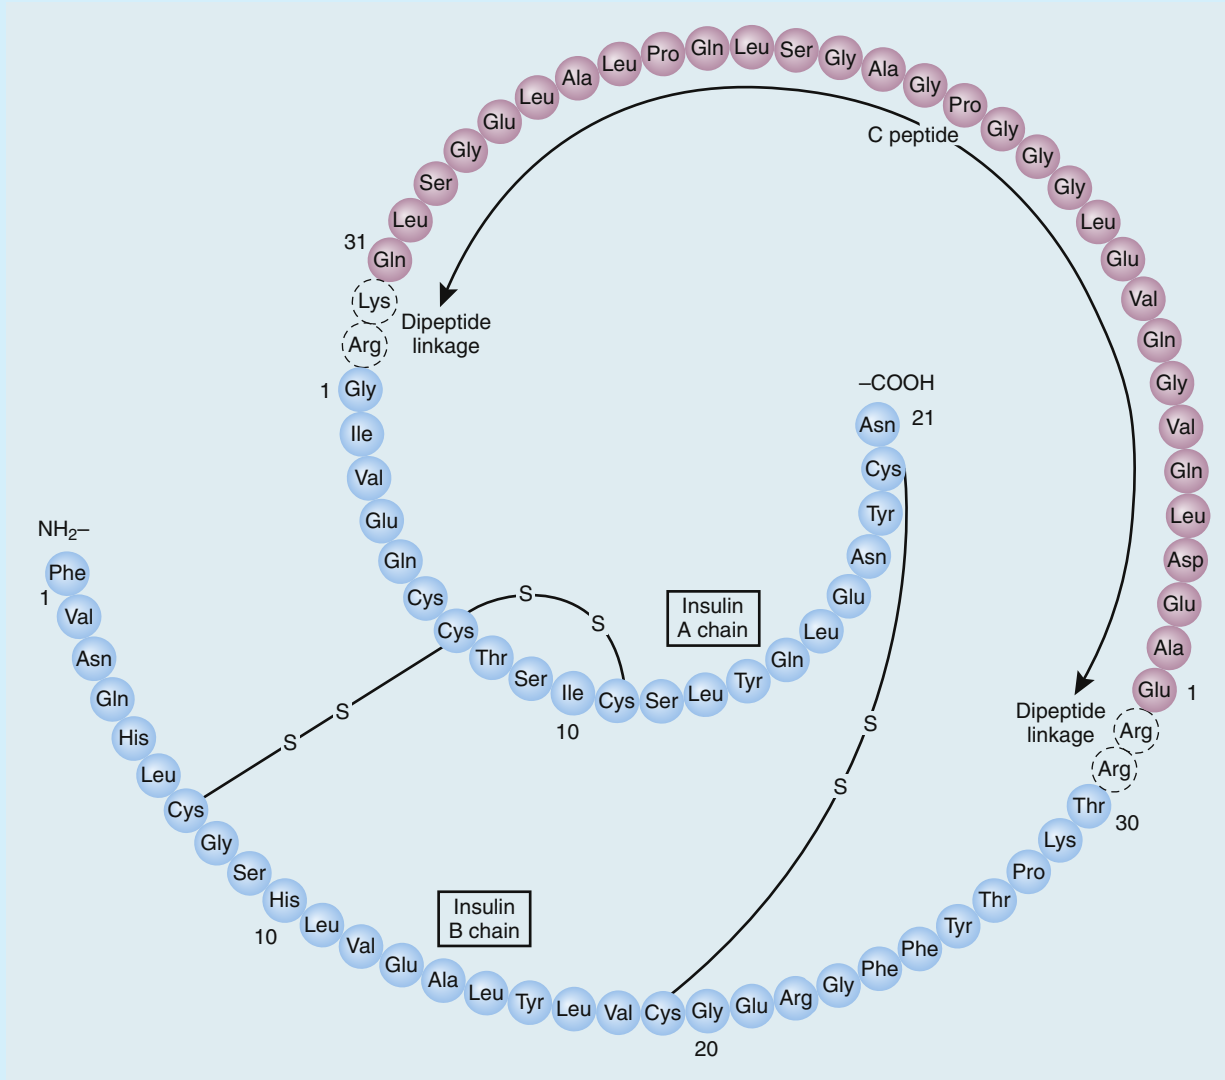 NH₂–
Phe
1
Val
Asn
Gln
His
Leu
Cys
Gly
Ser
His
10
Leu
Val
Glu
Ala
Leu
Tyr
Leu
Val
Cys
Gly
20
Glu
Arg
Gly
Phe
Phe
Tyr
Thr
Pro
Lys
Thr
30
Insulin
B chain
Arg
Arg
Dipeptide
linkage
Glu
1
Ala
Glu
Asp
Leu
Gln
Val
Gly
Gln
Val
Glu
Leu
Gly
Gly
Gly
Pro
Gly
Ala
Gly
Ser
Leu
Gln
Pro
Leu
Ala
Leu
Glu
Gly
Ser
Leu
Gln
31
C peptide
Lys
Arg
Dipeptide
linkage
1
Gly
Ile
Val
Glu
Gln
Cys
Cys
Thr
Ser
Ile
10
Cys
Ser
Leu
Tyr
Gln
Leu
Glu
Asn
Tyr
Cys
Asn
21
–COOH
Insulin
A chain
S
S
S
S
S
S